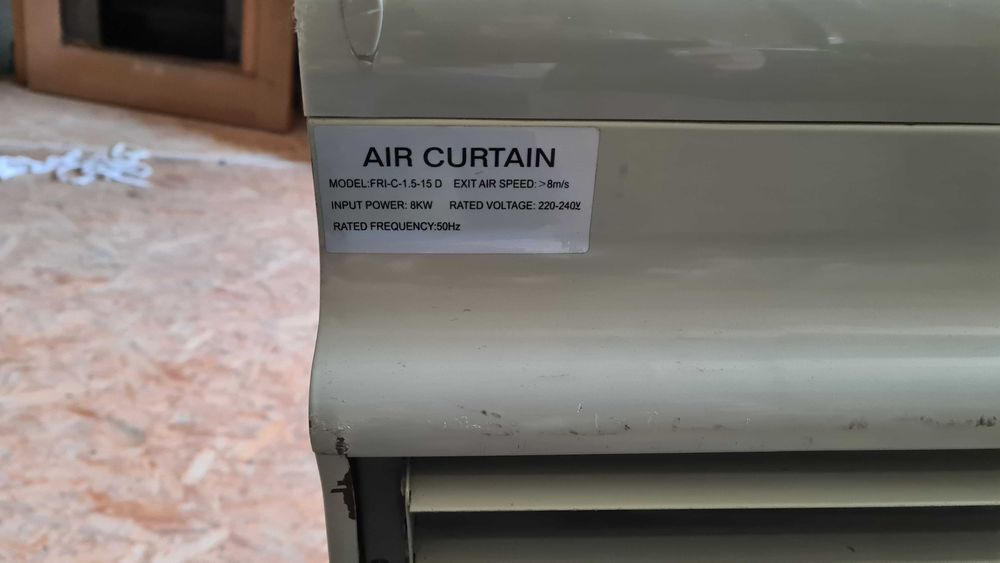 AIR CURTAIN
MODEL:FRI-C-1.5-15 D EXIT AIR SPEED:>8m/s
INPUT POWER: 8KW RATED VOLTAGE: 220-240V
RATED FREQUENCY:50Hz